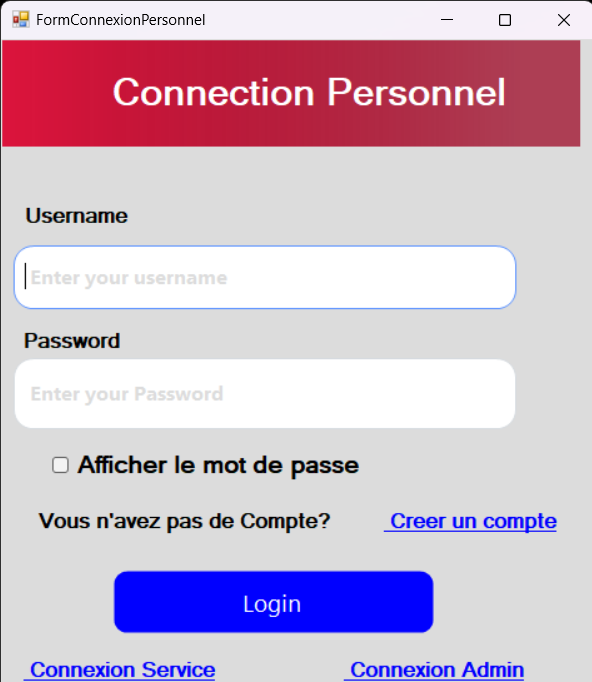 FormConnexionPersonnel
Connection Personnel
Username
Enter your username
Password
Enter your Password
Afficher le mot de passe
Vous n'avez pas de Compte? Creer un compte
Login
Connexion Service Connexion Admin